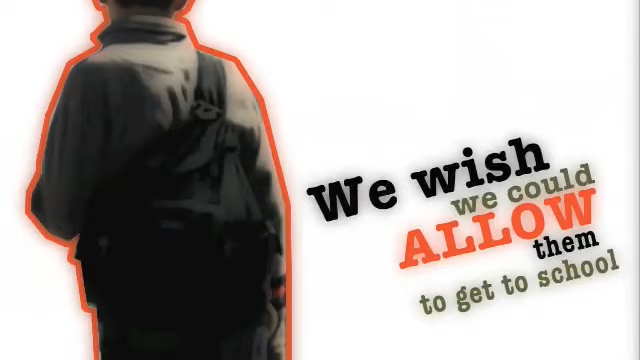 We wish
we could
ALLOW
them
to get to school